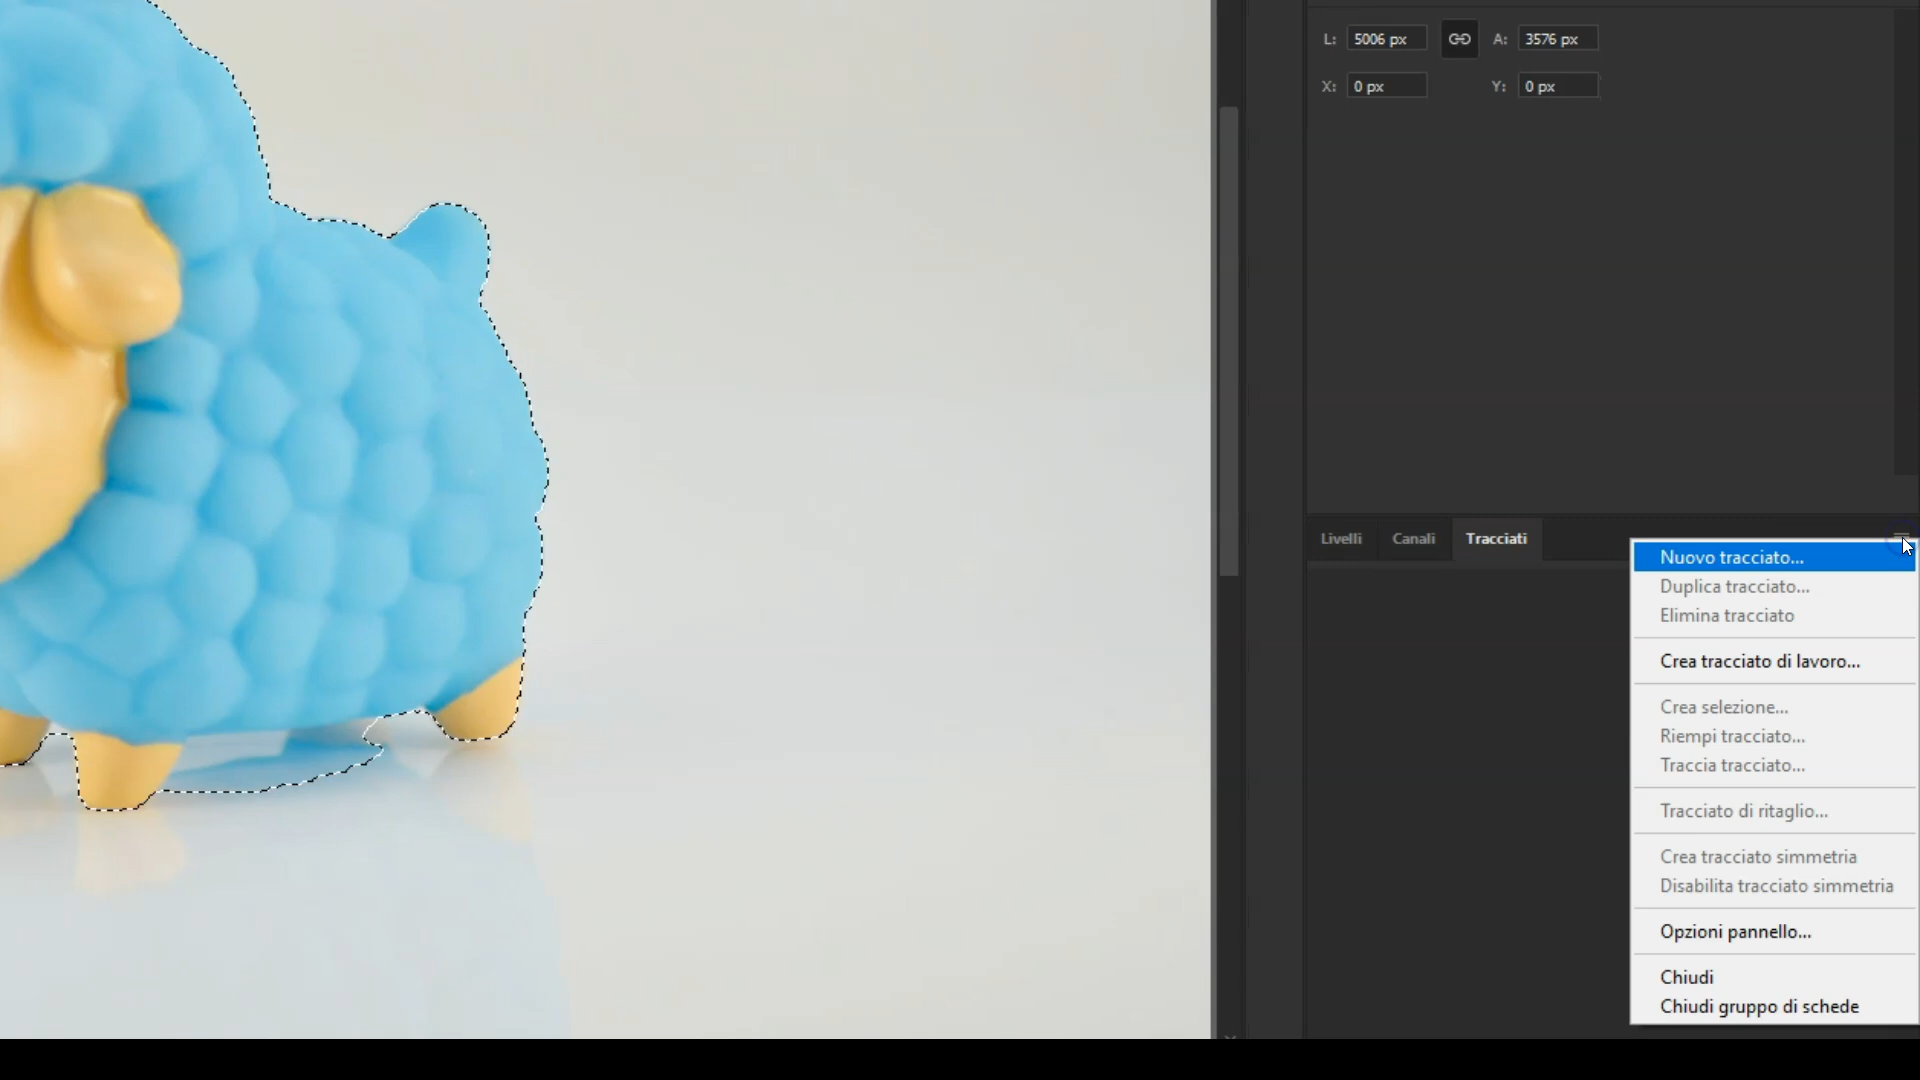 L: 5006 px A: 3576 px
X: 0 px Y: 0 px
Livelli Canali Tracciati
Nuovo tracciato...
Duplica tracciato...
Elimina tracciato
Crea tracciato di lavoro...
Crea selezione...
Riempi tracciato...
Traccia tracciato...
Tracciato di ritaglio...
Crea tracciato simmetria
Disabilita tracciato simmetria
Opzioni pannello...
Chiudi
Chiudi gruppo di schede